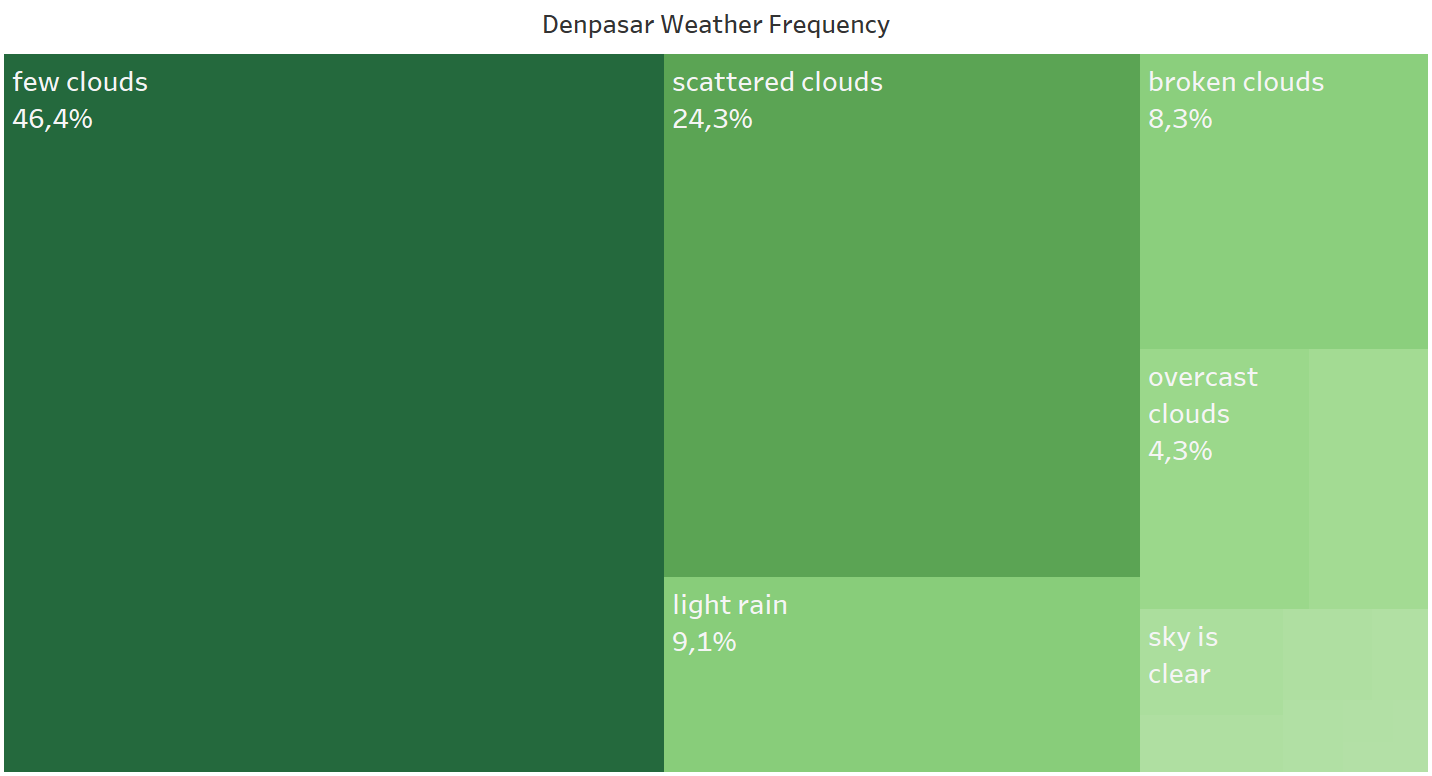 Denpasar Weather Frequency
few clouds
46,4%
scattered clouds
24,3%
light rain
9,1%
broken clouds
8,3%
overcast
clouds
4,3%
sky is
clear